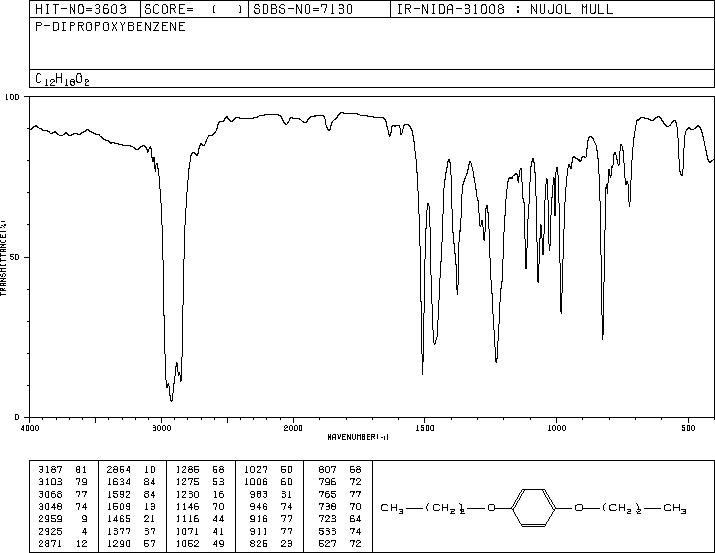 HIT-NO=3603 SCORE= ( ) SDBS-NO=7130 IR-NIDA-31008 : NUJOL MULL
P-DIPROPOXYBENZENE
C12H18O2
100
50
0
TRANSMITTANCE(%)
4000 3000 2000 1500 1000 500
WAVENUMBER(-1)
3187 81 2854 10 1286 58 1027 50 807 68
3103 79 1634 84 1275 53 1006 60 796 72
3068 77 1592 84 1230 16 983 31 765 77
3048 74 1509 13 1146 70 946 74 738 70
2959 9 1465 21 1116 44 916 77 723 64
2925 4 1377 37 1071 41 911 77 533 74
2871 12 1290 57 1052 49 826 23 527 72
CH3—(CH2)2—O O—(CH2)2—CH3